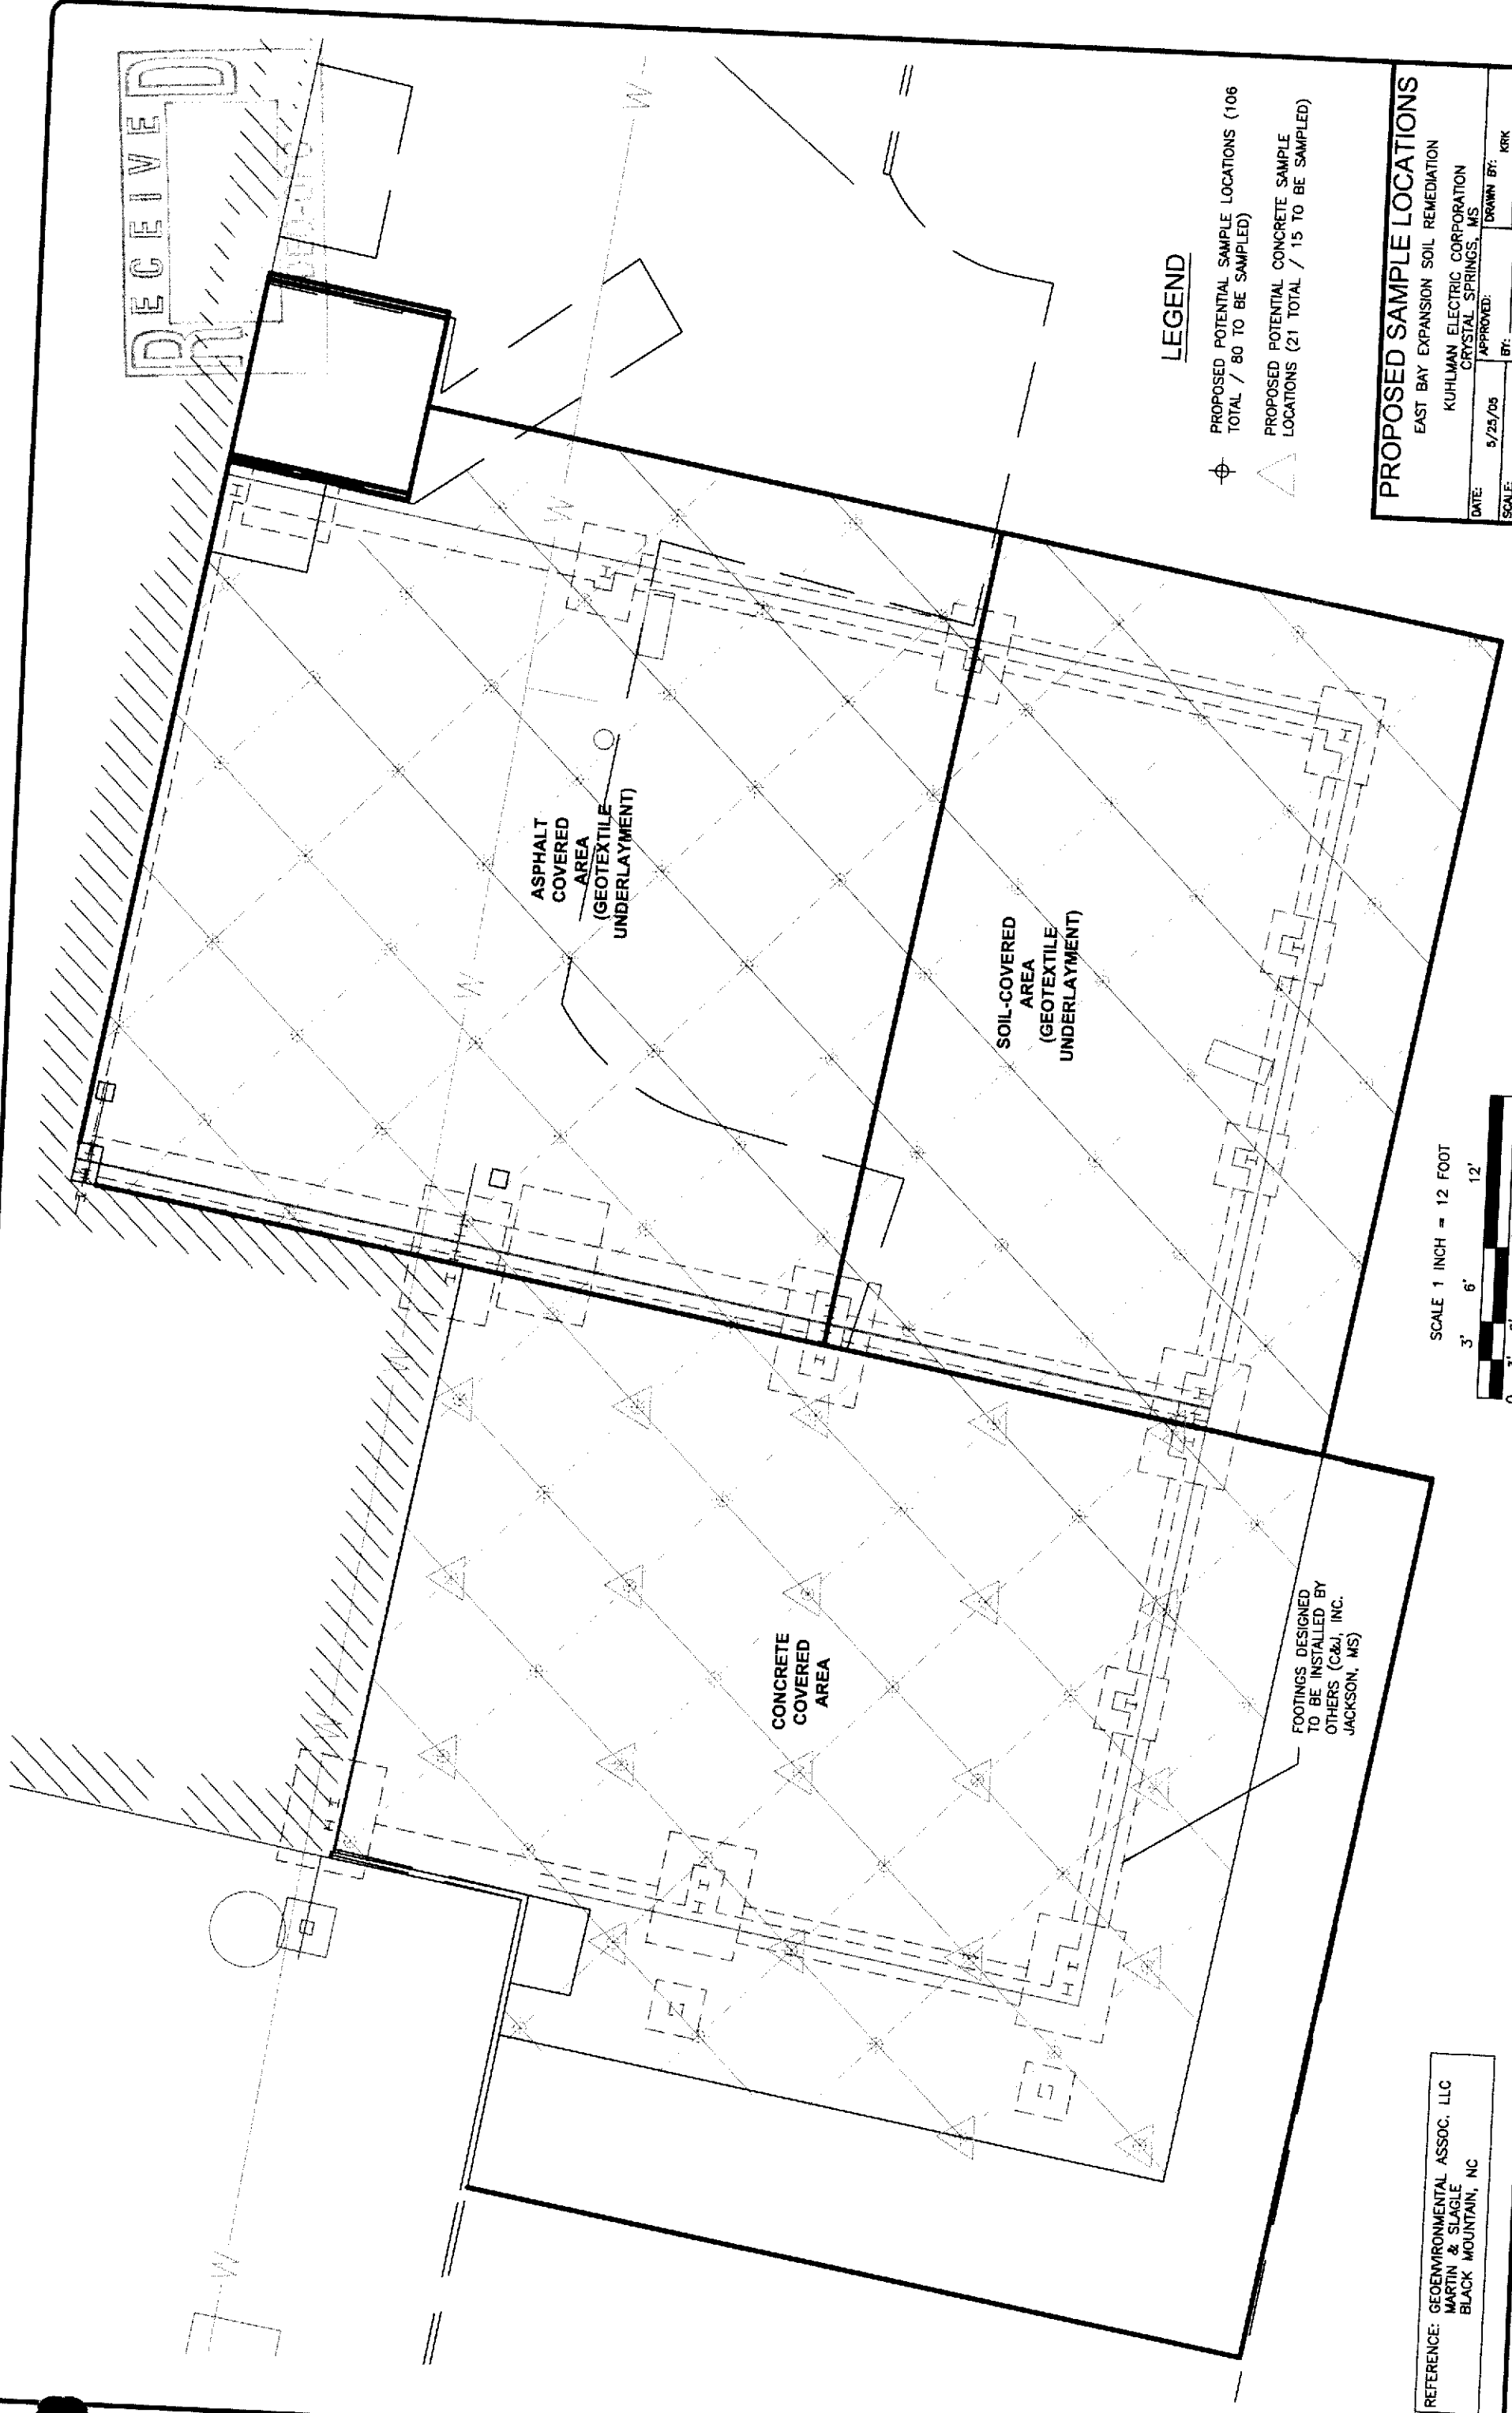 RECEIVED
W
W
W
W
W
W
W
ASPHALT
COVERED
AREA
(GEOTEXTILE
UNDERLAYMENT)
SOIL-COVERED
AREA
(GEOTEXTILE
UNDERLAYMENT)
CONCRETE
COVERED
AREA
FOOTINGS DESIGNED
TO BE INSTALLED BY
OTHERS (C&J, INC.
JACKSON, MS)
LEGEND
PROPOSED POTENTIAL SAMPLE LOCATIONS (106
TOTAL / 80 TO BE SAMPLED)
PROPOSED POTENTIAL CONCRETE SAMPLE
LOCATIONS (21 TOTAL / 15 TO BE SAMPLED)
REFERENCE: GEOENVIRONMENTAL ASSOC. LLC
MARTIN & SLAGLE
BLACK MOUNTAIN, NC
SCALE 1 INCH = 12 FOOT
3' 6' 12'
0
PROPOSED SAMPLE LOCATIONS
EAST BAY EXPANSION SOIL REMEDIATION
KUHLMAN ELECTRIC CORPORATION
CRYSTAL SPRINGS, MS
DATE: 5/25/05
APPROVED:
DRAWN BY: KRK
SCALE:
BY: